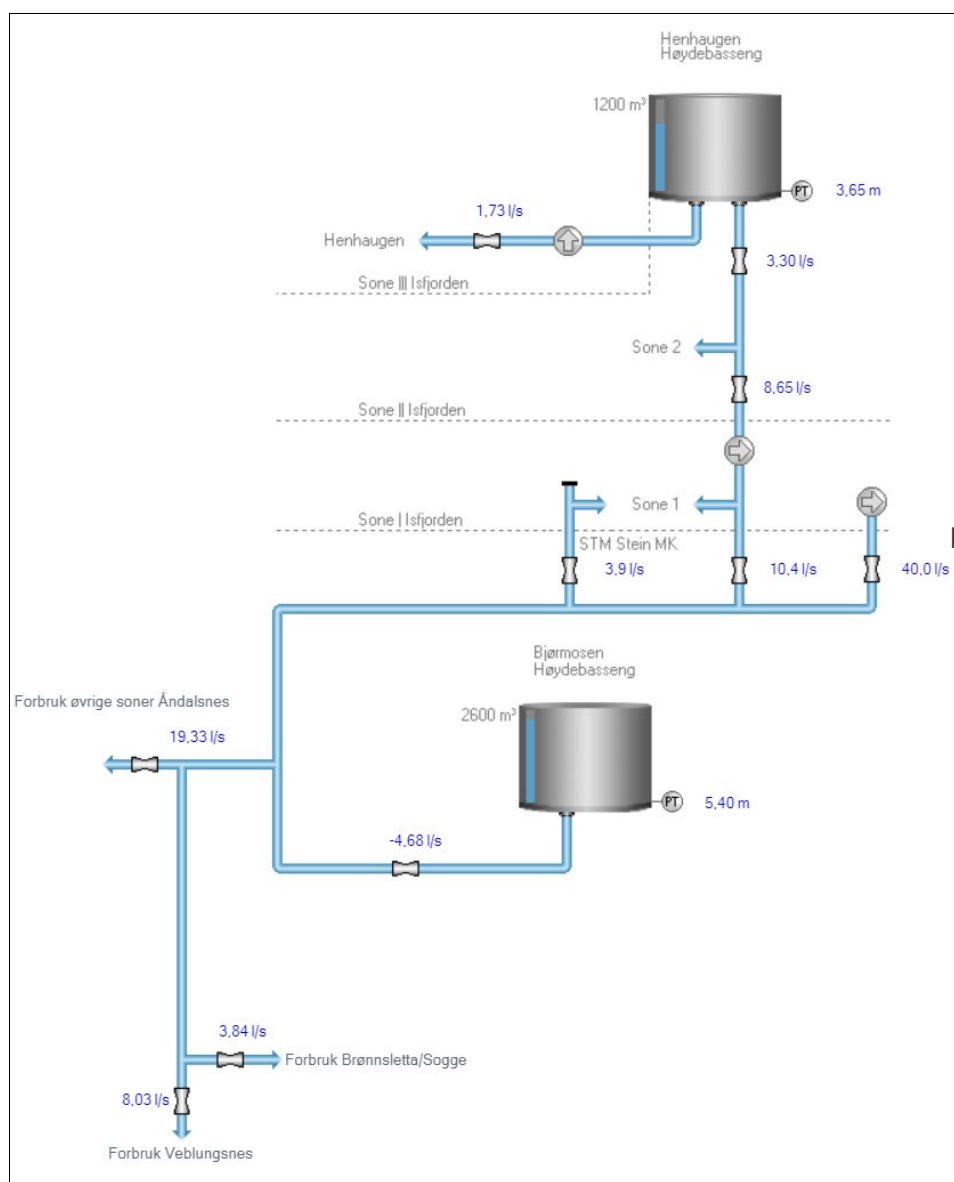 Henhaugen
Høydebasseng
1200 m³
PT
3,65 m
1,73 l/s
Henhaugen
3,30 l/s
Sone III Isfjorden
Sone 2
8,65 l/s
Sone II Isfjorden
Sone 1
Sone I Isfjorden
STM Stein MK
3,9 l/s
10,4 l/s
40,0 l/s
Bjørmosen
Høydebasseng
Forbruk øvrige soner Åndalsnes
2600 m³
19,33 l/s
PT
5,40 m
-4,68 l/s
3,84 l/s
Forbruk Brønnsletta/Sogge
8,03 l/s
Forbruk Veblungsnes